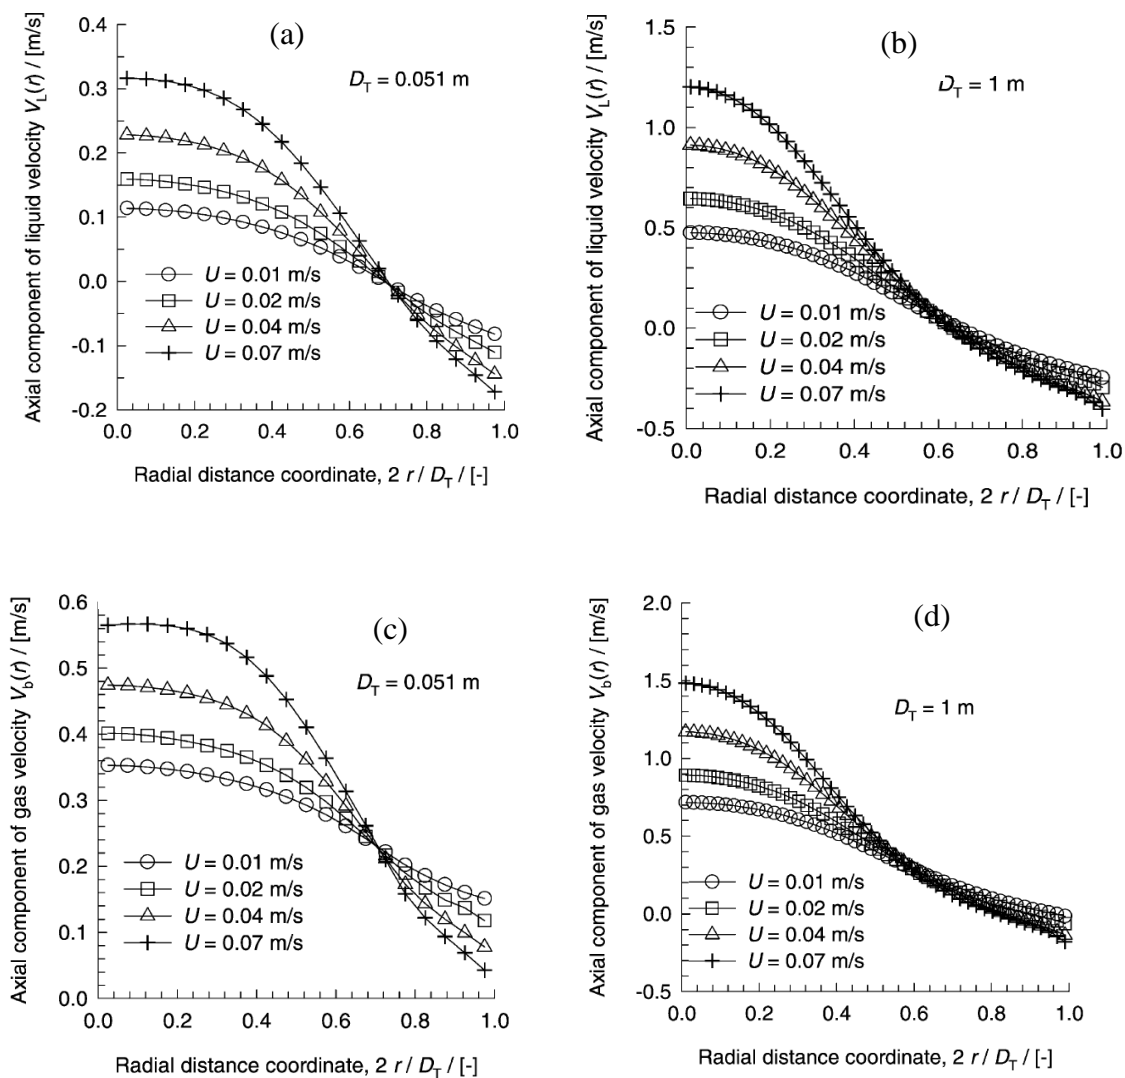 (a)
D_T = 0.051 m
Axial component of liquid velocity V_L(r) / [m/s]
0.4
0.3
0.2
0.1
0.0
-0.1
-0.2
U = 0.01 m/s
U = 0.02 m/s
U = 0.04 m/s
U = 0.07 m/s
0.0 0.2 0.4 0.6 0.8 1.0
Radial distance coordinate, 2 r / D_T / [-]
(b)
D_T = 1 m
Axial component of liquid velocity V_L(r) / [m/s]
1.5
1.0
0.5
0.0
-0.5
U = 0.01 m/s
U = 0.02 m/s
U = 0.04 m/s
U = 0.07 m/s
0.0 0.2 0.4 0.6 0.8 1.0
Radial distance coordinate, 2 r / D_T / [-]
(c)
D_T = 0.051 m
Axial component of gas velocity V_b(r) / [m/s]
0.6
0.5
0.4
0.3
0.2
0.1
0.0
U = 0.01 m/s
U = 0.02 m/s
U = 0.04 m/s
U = 0.07 m/s
0.0 0.2 0.4 0.6 0.8 1.0
Radial distance coordinate, 2 r / D_T / [-]
(d)
D_T = 1 m
Axial component of gas velocity V_b(r) / [m/s]
2.0
1.5
1.0
0.5
0.0
-0.5
U = 0.01 m/s
U = 0.02 m/s
U = 0.04 m/s
U = 0.07 m/s
0.0 0.2 0.4 0.6 0.8 1.0
Radial distance coordinate, 2 r / D_T / [-]